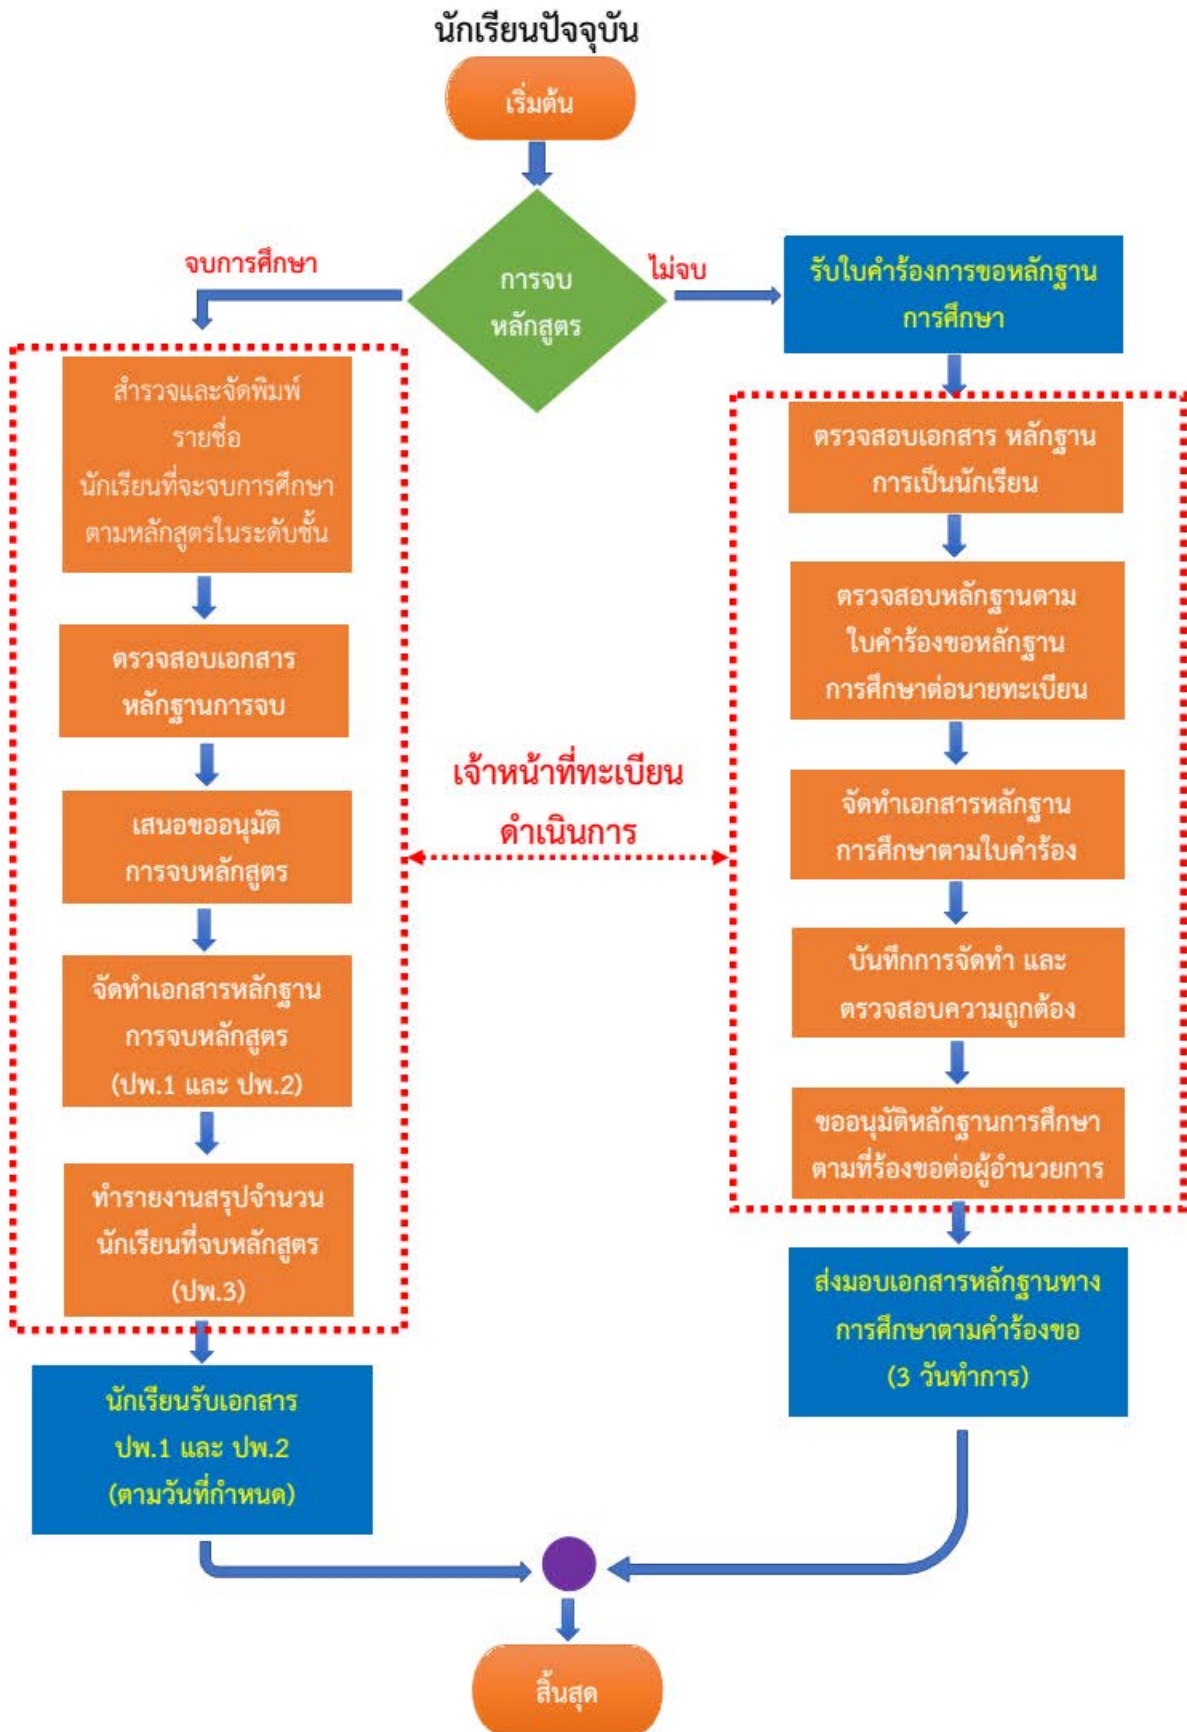 นักเรียนปัจจุบัน
เริ่มต้น
การจบ
หลักสูตร
จบการศึกษา
ไม่จบ
สำรวจและจัดพิมพ์
รายชื่อ
นักเรียนที่จะจบการศึกษา
ตามหลักสูตรในระดับชั้น
ตรวจสอบเอกสาร
หลักฐานการจบ
เสนอขออนุมัติ
การจบหลักสูตร
จัดทำเอกสารหลักฐาน
การจบหลักสูตร
(ปพ.1 และ ปพ.2)
ทำรายงานสรุปจำนวน
นักเรียนที่จบหลักสูตร
(ปพ.3)
นักเรียนรับเอกสาร
ปพ.1 และ ปพ.2
(ตามวันที่กำหนด)
เจ้าหน้าที่ทะเบียน
ดำเนินการ
รับใบคำร้องการขอหลักฐาน
การศึกษา
ตรวจสอบเอกสาร หลักฐาน
การเป็นนักเรียน
ตรวจสอบหลักฐานตาม
ใบคำร้องขอหลักฐาน
การศึกษาต่อนายทะเบียน
จัดทำเอกสารหลักฐาน
การศึกษาตามใบคำร้อง
บันทึกการจัดทำ และ
ตรวจสอบความถูกต้อง
ขออนุมัติหลักฐานการศึกษา
ตามที่ร้องขอต่อผู้อำนวยการ
ส่งมอบเอกสารหลักฐานทาง
การศึกษาตามคำร้องขอ
(3 วันทำการ)
สิ้นสุด